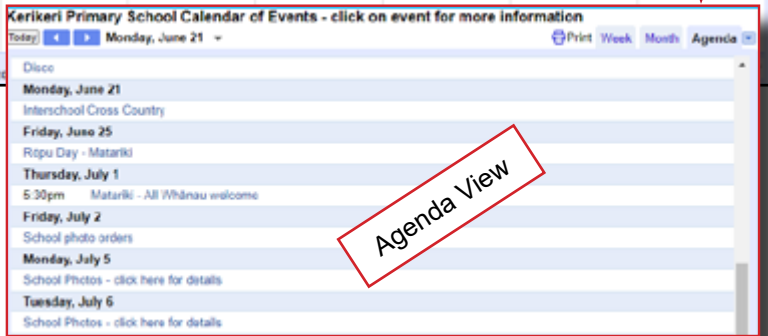 Kerikeri Primary School Calendar of Events - click on event for more information
Today Monday, June 21 Print Week Month Agenda
Disco
Monday, June 21
Interschool Cross Country
Friday, June 25
Ropu Day - Matariki
Thursday, July 1
5:30pm Matariki - All Whānau welcome
Friday, July 2
School photo orders
Monday, July 5
School Photos - click here for details
Tuesday, July 6
School Photos - click here for details
Agenda View